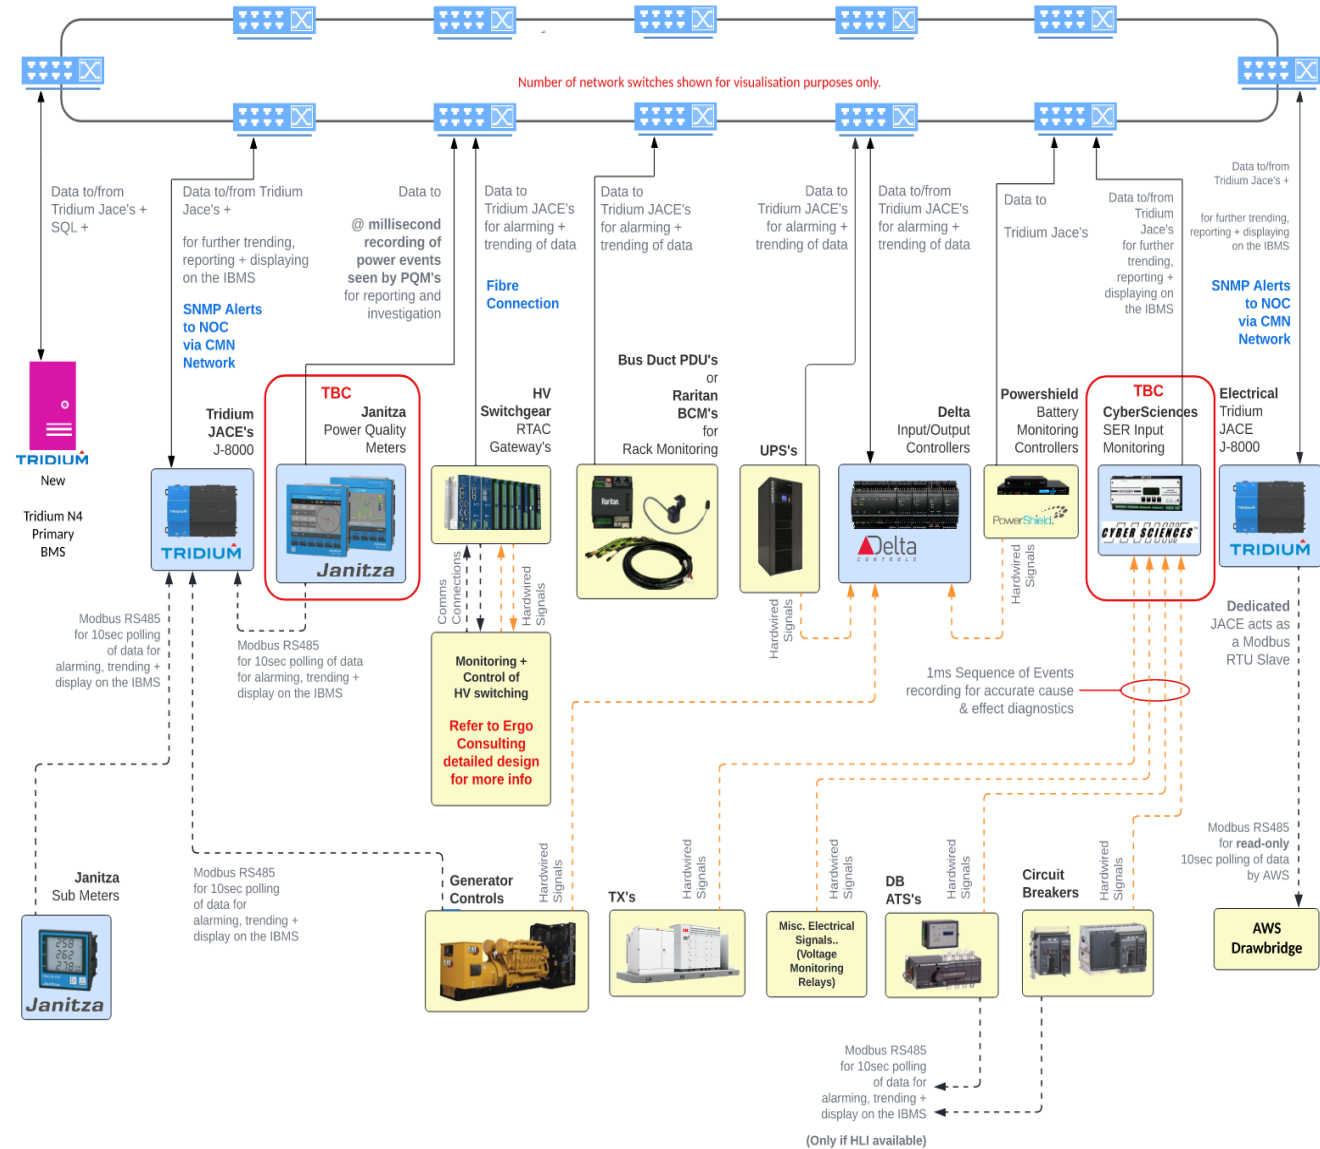 Number of network switches shown for visualisation purposes only.
Data to/from
Tridium Jace's +
SQL +
Data to/from Tridium
Jace's +
for further trending,
reporting + displaying
on the IBMS
SNMP Alerts
to NOC
via CMN
Network
Data to
@ millisecond
recording of
power events
seen by PQM's
for reporting and
investigation
Data to
Tridium JACE's
for alarming +
trending of data
Fibre
Connection
Data to
Tridium JACE's
for alarming +
trending of data
Data to
Tridium JACE's
for alarming +
trending of data
Data to/from
Tridium JACE's
for alarming +
trending of data
Data to
Tridium Jace's
Data to/from
Tridium
Jace's
for further
trending,
reporting +
displaying on
the IBMS
Data to/from
Tridium Jace's +
for further trending,
reporting + displaying
on the IBMS
SNMP Alerts
to NOC
via CMN
Network
TRIDIUM
New
Tridium N4
Primary
BMS
Tridium
JACE's
J-8000
TRIDIUM
TBC
Janitza
Power Quality
Meters
Janitza
HV
Switchgear
RTAC
Gateway's
Bus Duct PDU's
or
Raritan
BCM's
for
Rack Monitoring
Raritan
UPS's
Delta
Input/Output
Controllers
Delta
CONTROLS
Powershield
Battery
Monitoring
Controllers
PowerShield
TBC
CyberSciences
SER Input
Monitoring
CYBER SCIENCES
Electrical
Tridium
JACE
J-8000
TRIDIUM
Comms
Connections
Hardwired
Signals
Hardwired
Signals
Hardwired
Signals
Modbus RS485
for 10sec polling
of data for
alarming, trending +
display on the IBMS
Modbus RS485
for 10sec polling of data
for alarming, trending +
display on the IBMS
Monitoring +
Control of
HV switching
Refer to Ergo
Consulting
detailed design
for more info
1ms Sequence of Events
recording for accurate cause
& effect diagnostics
Dedicated
JACE acts as
a Modbus
RTU Slave
Modbus RS485
for read-only
10sec polling of data
by AWS
Janitza
Sub Meters
258
262
278
Janitza
Modbus RS485
for 10sec polling
of data for
alarming, trending +
display on the IBMS
Generator
Controls
Hardwired
Signals
CAT
TX's
Hardwired
Signals
Misc. Electrical
Signals..
(Voltage
Monitoring
Relays)
Hardwired
Signals
DB
ATS's
Hardwired
Signals
Circuit
Breakers
Hardwired
Signals
AWS
Drawbridge
Modbus RS485
for 10sec polling
of data for
alarming, trending +
display on the IBMS
(Only if HLI available)